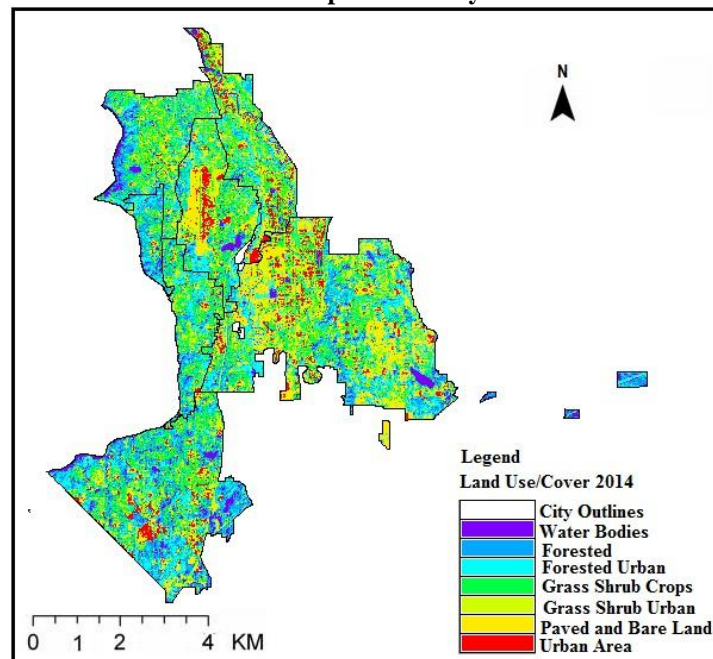 N
Legend
Land Use/Cover 2014
City Outlines
Water Bodies
Forested
Forested Urban
Grass Shrub Crops
Grass Shrub Urban
Paved and Bare Land
Urban Area
0 1 2 4 KM